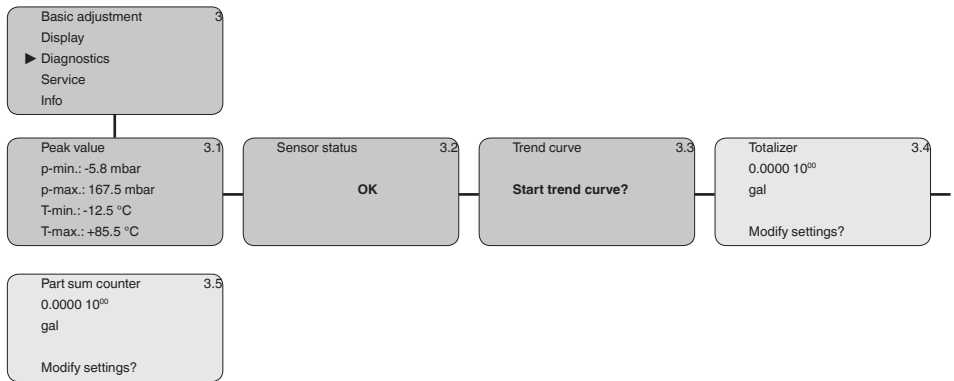 Basic adjustment 3
Display
▶ Diagnostics
Service
Info
Peak value 3.1
p-min.: -5.8 mbar
p-max.: 167.5 mbar
T-min.: -12.5 °C
T-max.: +85.5 °C
Sensor status 3.2
OK
Trend curve 3.3
Start trend curve?
Totalizer 3.4
0.0000 10⁰⁰
gal
Modify settings?
Part sum counter 3.5
0.0000 10⁰⁰
gal
Modify settings?